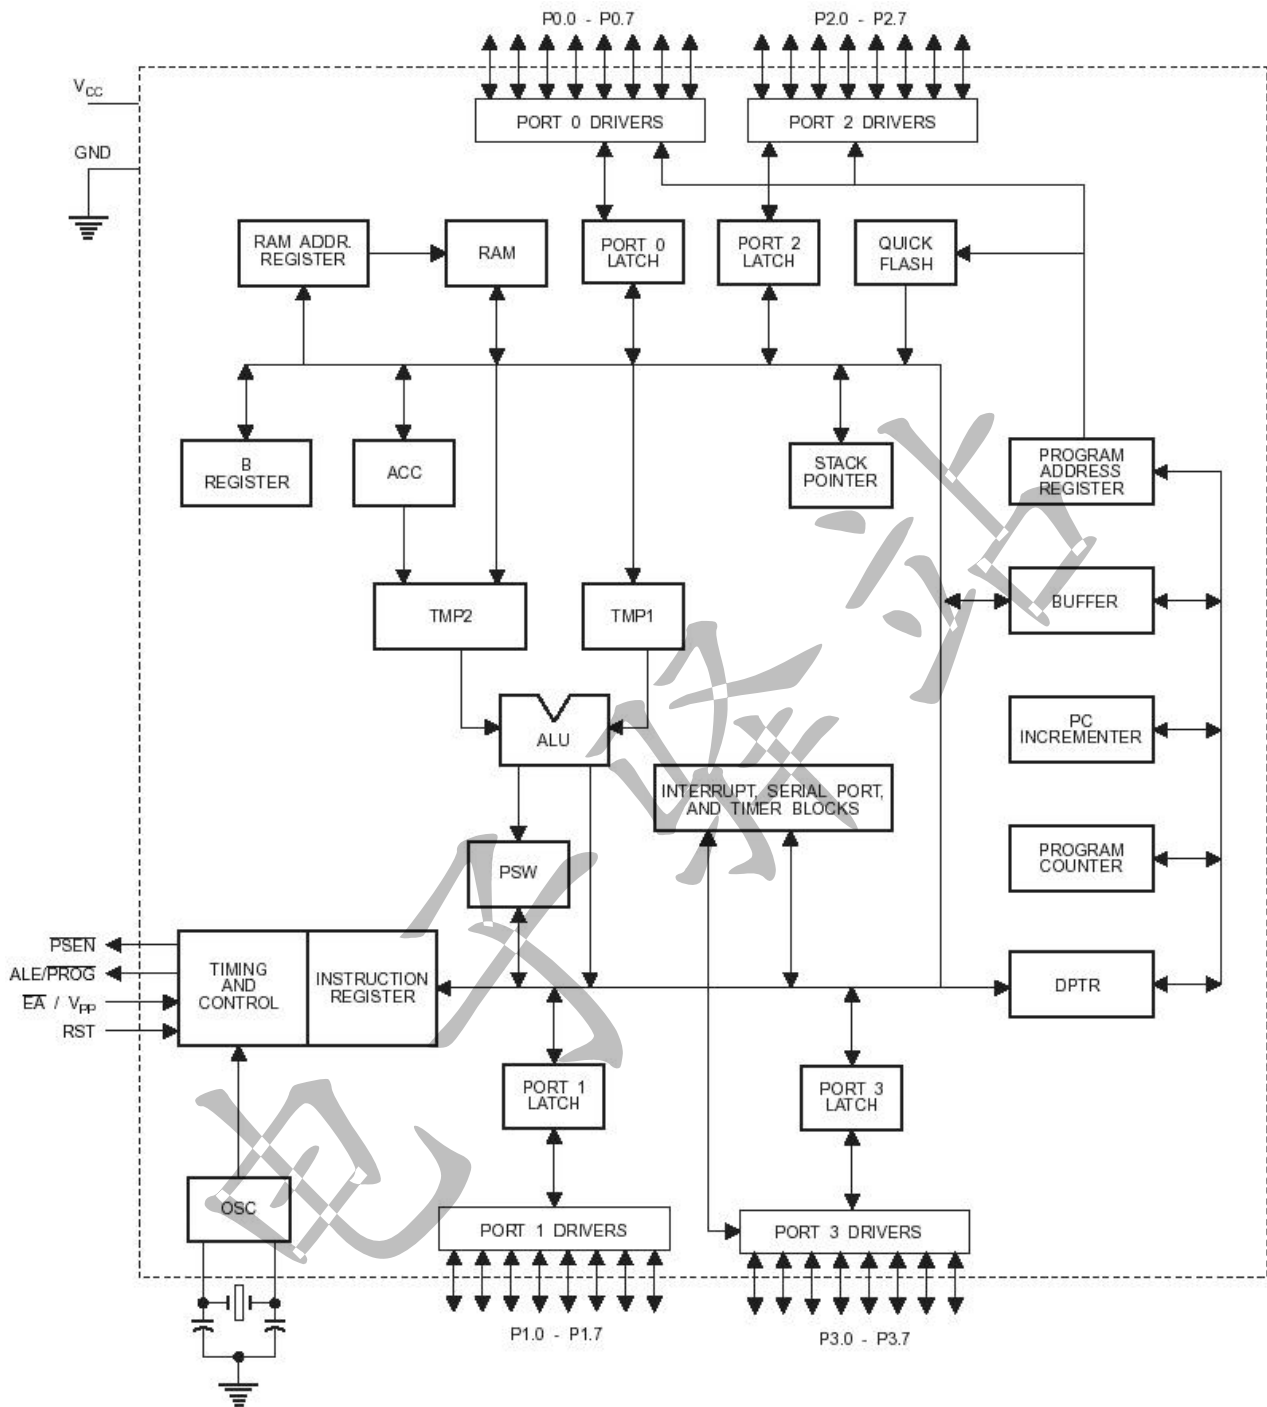 P0.0 - P0.7
P2.0 - P2.7
VCC
PORT 0 DRIVERS
PORT 2 DRIVERS
GND
RAM ADDR.
REGISTER
RAM
PORT 0
LATCH
PORT 2
LATCH
QUICK
FLASH
B
REGISTER
ACC
STACK
POINTER
PROGRAM
ADDRESS
REGISTER
TMP2
TMP1
BUFFER
ALU
PC
INCREMENTER
INTERRUPT, SERIAL PORT,
AND TIMER BLOCKS
PSW
PROGRAM
COUNTER
PSEN
ALE/PROG
EA / VPP
RST
TIMING
AND
CONTROL
INSTRUCTION
REGISTER
DPTR
PORT 1
LATCH
PORT 3
LATCH
OSC
PORT 1 DRIVERS
PORT 3 DRIVERS
P1.0 - P1.7
P3.0 - P3.7